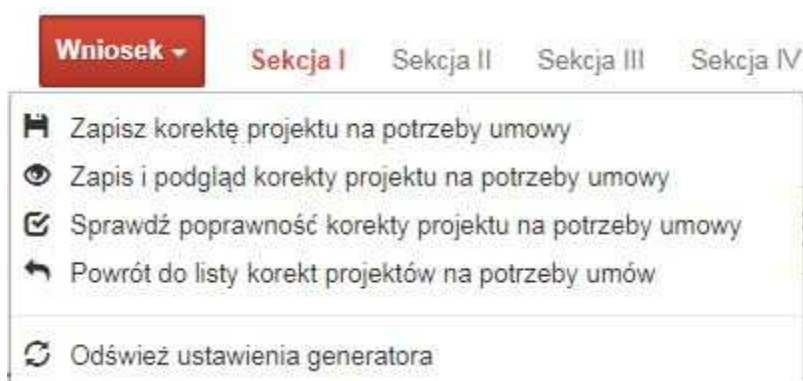 Wniosek Sekcja I Sekcja II Sekcja III Sekcja IV
Zapisz korektę projektu na potrzeby umowy
Zapis i podgląd korekty projektu na potrzeby umowy
Sprawdź poprawność korekty projektu na potrzeby umowy
Powrót do listy korekt projektów na potrzeby umów
Odśwież ustawienia generatora